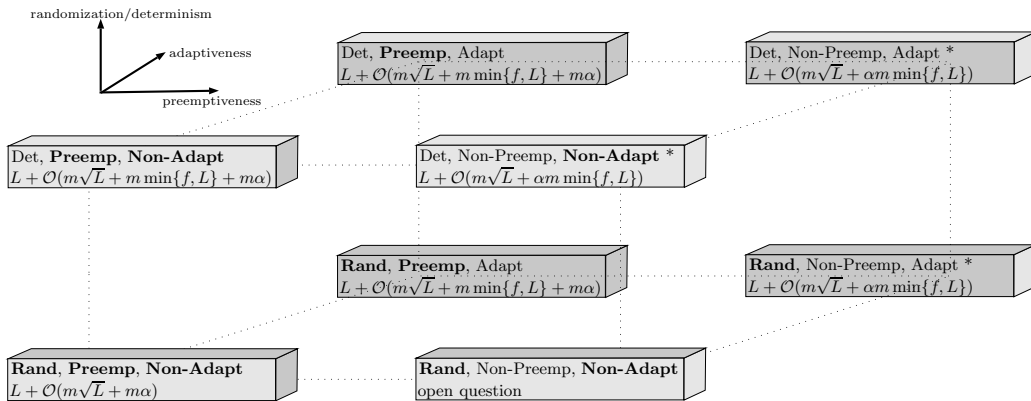 randomization/determinism
adaptiveness
preemptiveness
Det, Preemp, Adapt
L + O(m√L + m min{f, L} + mα)
Det, Non-Preemp, Adapt *
L + O(m√L + αm min{f, L})
Det, Preemp, Non-Adapt
L + O(m√L + m min{f, L} + mα)
Det, Non-Preemp, Non-Adapt *
L + O(m√L + αm min{f, L})
Rand, Preemp, Adapt
L + O(m√L + m min{f, L} + mα)
Rand, Non-Preemp, Adapt *
L + O(m√L + αm min{f, L})
Rand, Preemp, Non-Adapt
L + O(m√L + mα)
Rand, Non-Preemp, Non-Adapt
open question